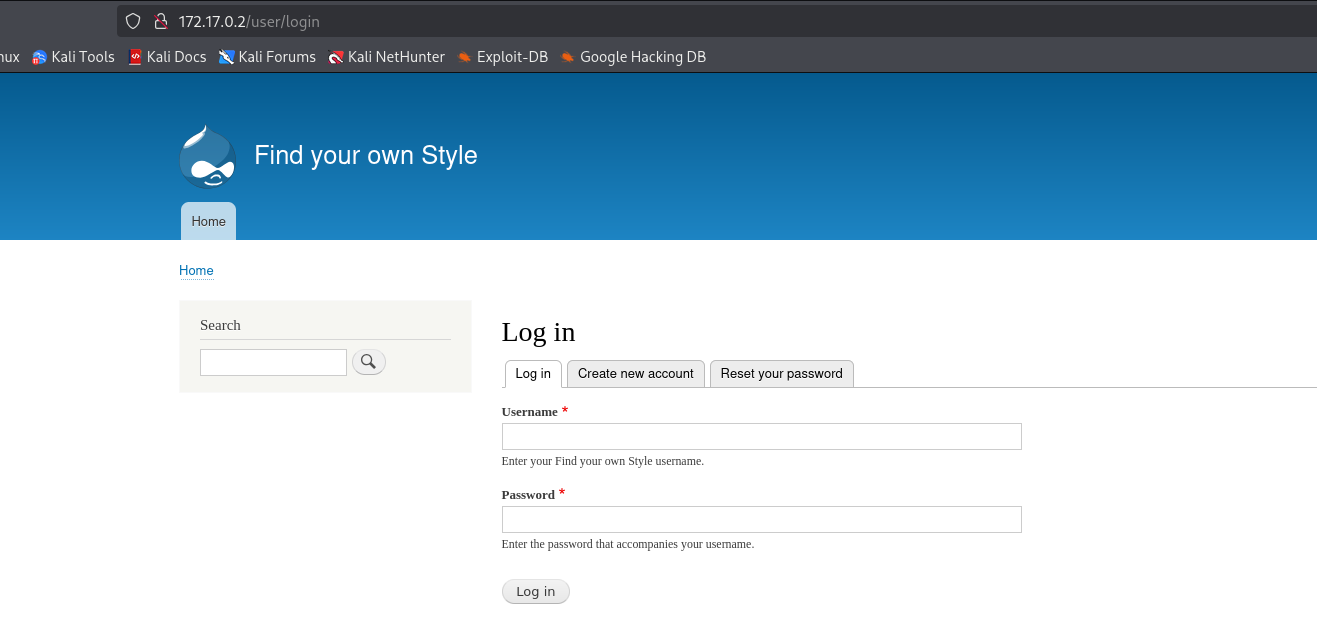 172.17.0.2/user/login
nux Kali Tools Kali Docs Kali Forums Kali NetHunter Exploit-DB Google Hacking DB
Find your own Style
Home
Home
Search
Log in
Log in Create new account Reset your password
Username *
Enter your Find your own Style username.
Password *
Enter the password that accompanies your username.
Log in